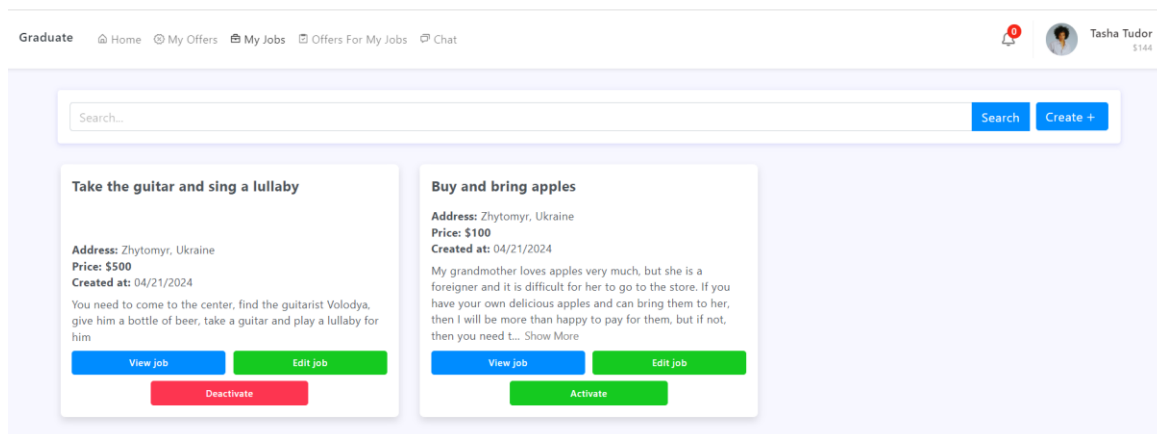 Graduate Home My Offers My Jobs Offers For My Jobs Chat 0 Tasha Tudor
$144
Search... Search Create +
Take the guitar and sing a lullaby
Address: Zhytomyr, Ukraine
Price: $500
Created at: 04/21/2024
You need to come to the center, find the guitarist Volodya,
give him a bottle of beer, take a guitar and play a lullaby for
him
View job Edit job
Deactivate
Buy and bring apples
Address: Zhytomyr, Ukraine
Price: $100
Created at: 04/21/2024
My grandmother loves apples very much, but she is a
foreigner and it is difficult for her to go to the store. If you
have your own delicious apples and can bring them to her,
then I will be more than happy to pay for them, but if not,
then you need t... Show More
View job Edit job
Activate